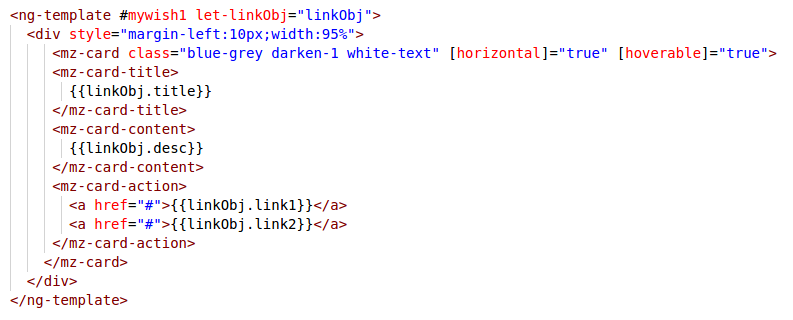 <ng-template #mywish1 let-linkObj="linkObj">
<div style="margin-left:10px;width:95%">
<mz-card class="blue-grey darken-1 white-text" [horizontal]="true" [hoverable]="true">
<mz-card-title>
{{linkObj.title}}
</mz-card-title>
<mz-card-content>
{{linkObj.desc}}
</mz-card-content>
<mz-card-action>
<a href="#">{{linkObj.link1}}</a>
<a href="#">{{linkObj.link2}}</a>
</mz-card-action>
</mz-card>
</div>
</ng-template>